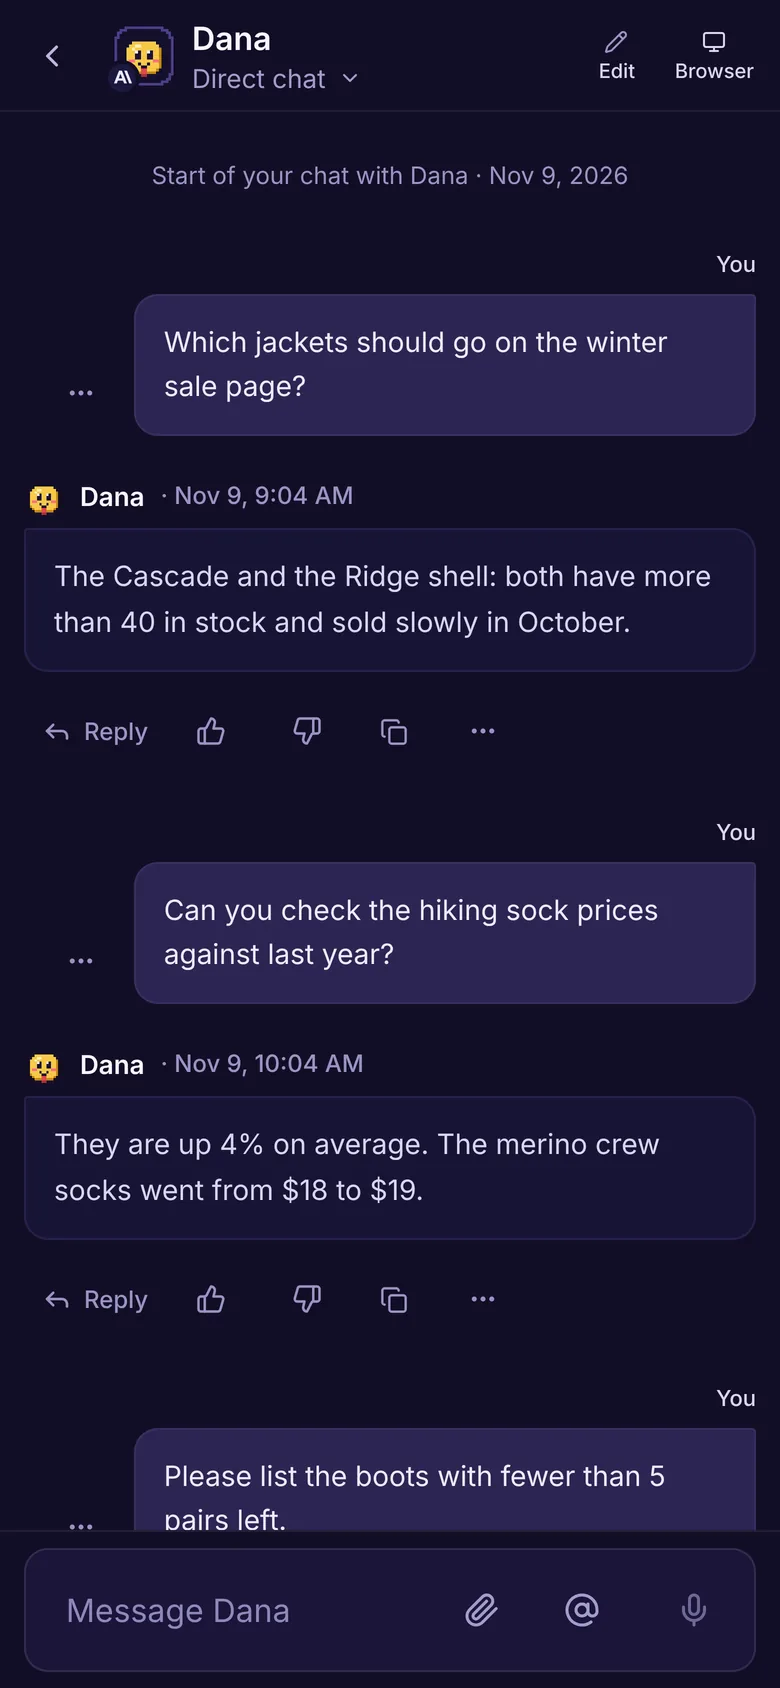 Dana
Direct chat
Edit
Browser
A\
Start of your chat with Dana · Nov 9, 2026
You
Which jackets should go on the winter
sale page?
Dana · Nov 9, 9:04 AM
The Cascade and the Ridge shell: both have more
than 40 in stock and sold slowly in October.
Reply
You
Can you check the hiking sock prices
against last year?
Dana · Nov 9, 10:04 AM
They are up 4% on average. The merino crew
socks went from $18 to $19.
Reply
You
Please list the boots with fewer than 5
pairs left.
Message Dana